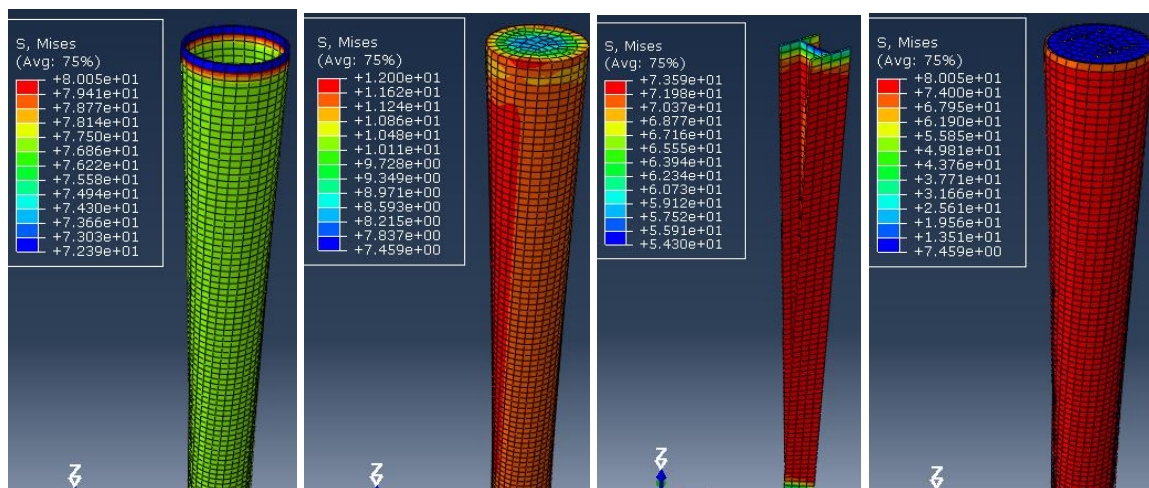 S, Mises
(Avg: 75%)
+8.005e+01
+7.941e+01
+7.877e+01
+7.814e+01
+7.750e+01
+7.686e+01
+7.622e+01
+7.558e+01
+7.494e+01
+7.430e+01
+7.366e+01
+7.303e+01
+7.239e+01
Z
S, Mises
(Avg: 75%)
+1.200e+01
+1.162e+01
+1.124e+01
+1.086e+01
+1.048e+01
+1.011e+01
+9.728e+00
+9.349e+00
+8.971e+00
+8.593e+00
+8.215e+00
+7.837e+00
+7.459e+00
Z
S, Mises
(Avg: 75%)
+7.359e+01
+7.198e+01
+7.037e+01
+6.877e+01
+6.716e+01
+6.555e+01
+6.394e+01
+6.234e+01
+6.073e+01
+5.912e+01
+5.752e+01
+5.591e+01
+5.430e+01
Z
S, Mises
(Avg: 75%)
+8.005e+01
+7.400e+01
+6.795e+01
+6.190e+01
+5.585e+01
+4.981e+01
+4.376e+01
+3.771e+01
+3.166e+01
+2.561e+01
+1.956e+01
+1.351e+01
+7.459e+00
Z